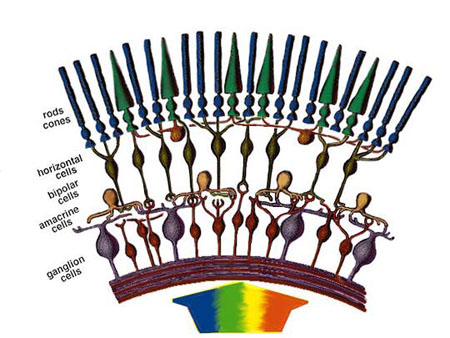 rods
cones
horizontal
cells
bipolar
cells
amacrine
cells
ganglion
cells